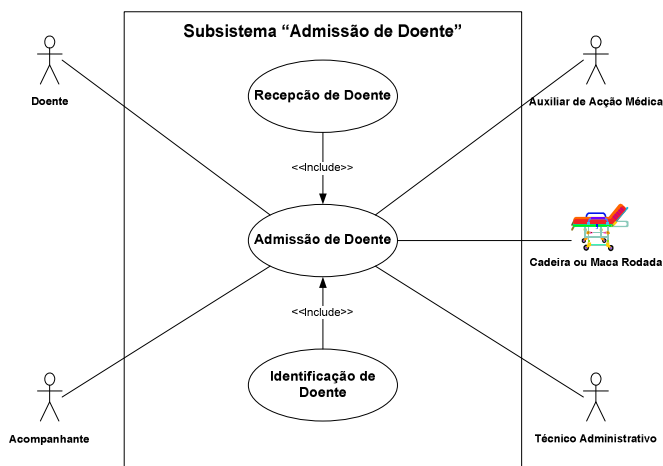 Subsistema “Admissão de Doente”
Doente
Recepcão de Doente
Auxiliar de Acção Médica
<<Include>>
Admissão de Doente
Cadeira ou Maca Rodada
<<Include>>
Identificação de
Doente
Acompanhante
Técnico Administrativo